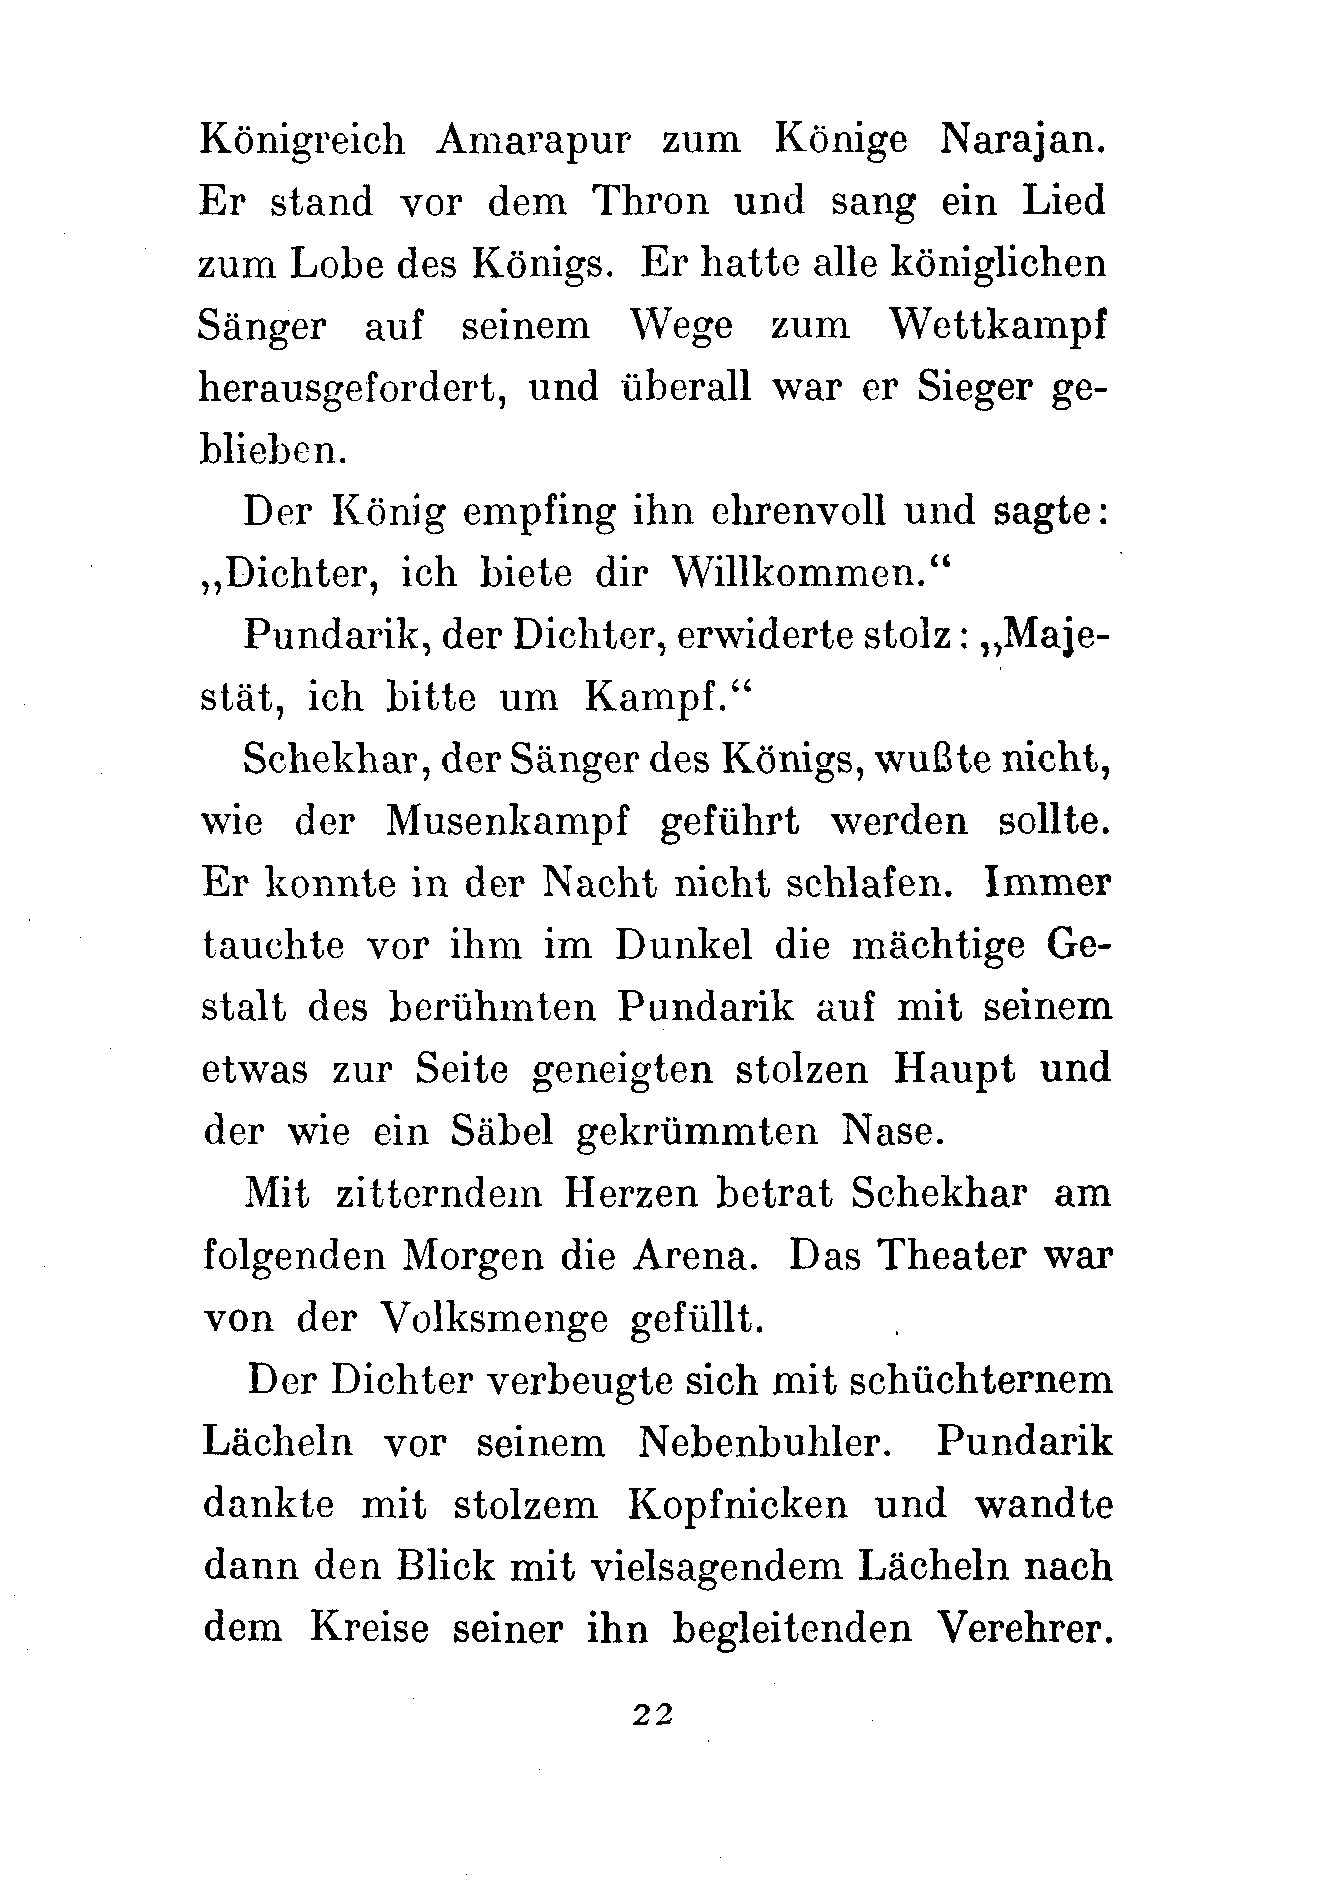 Königreich Amarapur zum Könige Narajan.
Er stand vor dem Thron und sang ein Lied
zum Lobe des Königs. Er hatte alle königlichen
Sänger auf seinem Wege zum Wettkampf
herausgefordert, und überall war er Sieger ge-
blieben.
Der König empfing ihn ehrenvoll und sagte:
„Dichter, ich biete dir Willkommen.“
Pundarik, der Dichter, erwiderte stolz: „Maje-
stät, ich bitte um Kampf.“
Schekhar, der Sänger des Königs, wußte nicht,
wie der Musenkampf geführt werden sollte.
Er konnte in der Nacht nicht schlafen. Immer
tauchte vor ihm im Dunkel die mächtige Ge-
stalt des berühmten Pundarik auf mit seinem
etwas zur Seite geneigten stolzen Haupt und
der wie ein Säbel gekrümmten Nase.
Mit zitterndem Herzen betrat Schekhar am
folgenden Morgen die Arena. Das Theater war
von der Volksmenge gefüllt.
Der Dichter verbeugte sich mit schüchternem
Lächeln vor seinem Nebenbuhler. Pundarik
dankte mit stolzem Kopfnicken und wandte
dann den Blick mit vielsagendem Lächeln nach
dem Kreise seiner ihn begleitenden Verehrer.
22